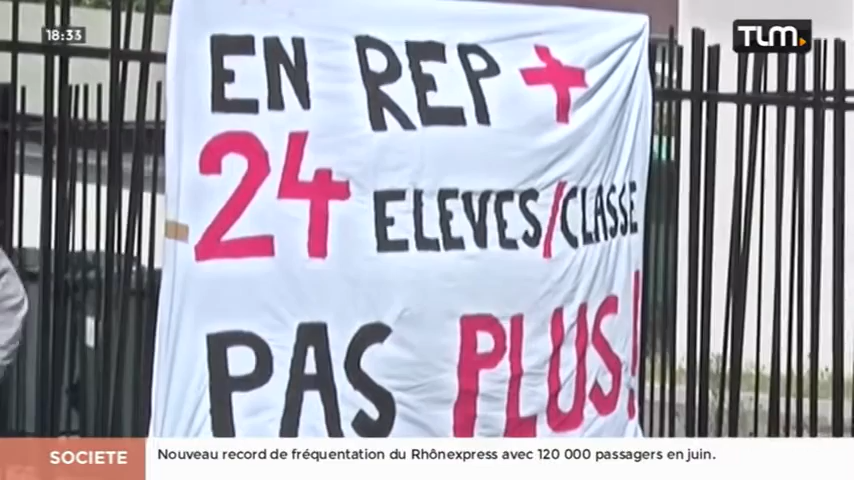 18:33
TLM
EN REP +
24 ELEVES/CLASSE
PAS PLUS!
SOCIETE
Nouveau record de fréquentation du Rhônexpress avec 120 000 passagers en juin.